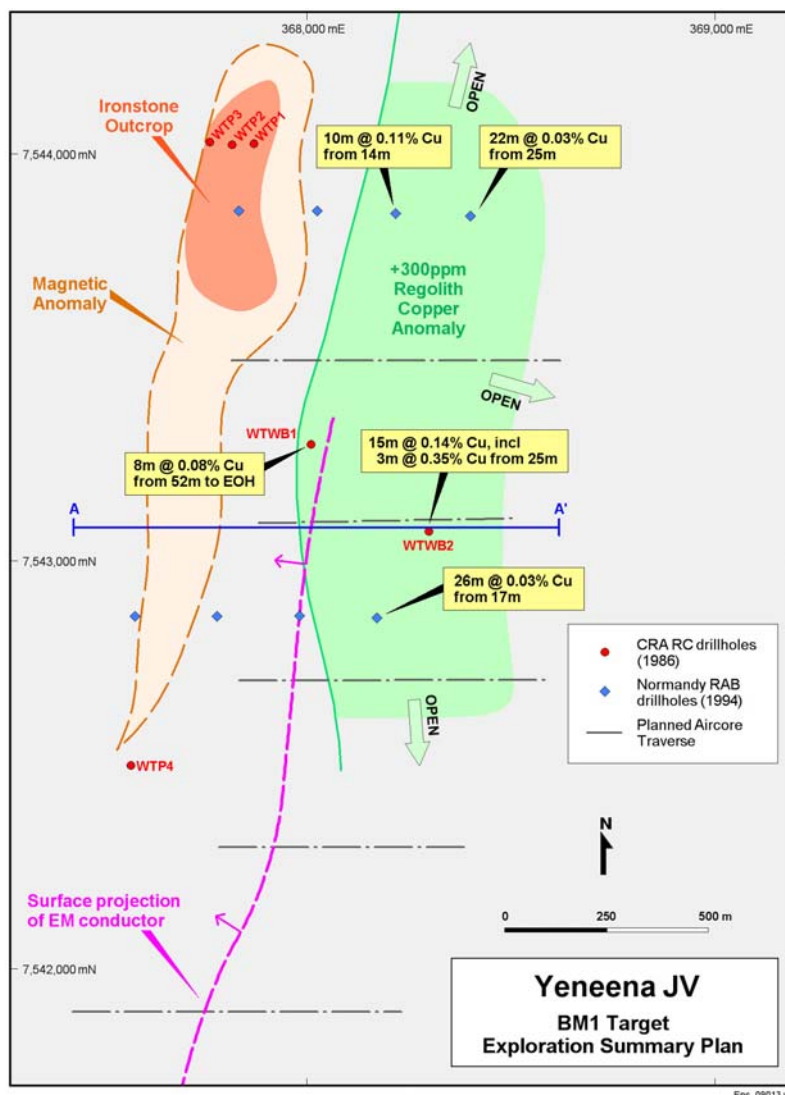 368,000 mE
369,000 mE
OPEN
Ironstone
Outcrop
WTP3
WTP2
WTP1
10m @ 0.11% Cu
from 14m
22m @ 0.03% Cu
from 25m
7,544,000 mN
+300ppm
Regolith
Copper
Anomaly
Magnetic
Anomaly
OPEN
WTWB1
8m @ 0.08% Cu
from 52m to EOH
15m @ 0.14% Cu, incl
3m @ 0.35% Cu from 25m
A
A'
WTWB2
7,543,000 mN
26m @ 0.03% Cu
from 17m
CRA RC drillholes
(1986)
Normandy RAB
drillholes (1994)
Planned Aircore
Traverse
OPEN
WTP4
N
Surface projection
of EM conductor
0
250
500 m
7,542,000 mN
Yeneena JV
BM1 Target
Exploration Summary Plan